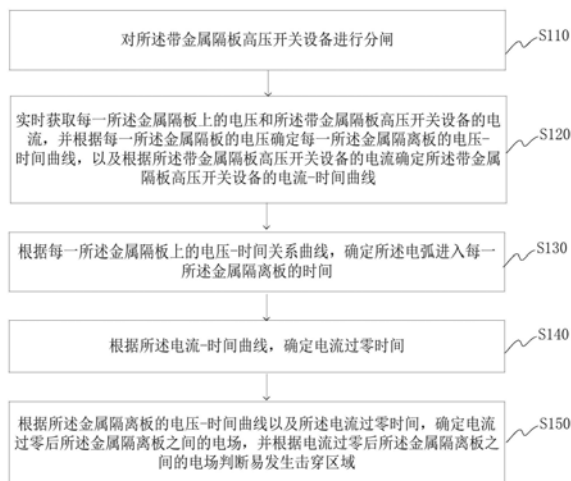 对所述带金属隔板高压开关设备进行分闸
S110
实时获取每一所述金属隔板上的电压和所述带金属隔板高压开关设备的电
流，并根据每一所述金属隔板的电压确定每一所述金属隔离板的电压-
时间曲线，以及根据所述带金属隔板高压开关设备的电流确定所述带金属
隔板高压开关设备的电流-时间曲线
S120
根据每一所述金属隔板上的电压-时间关系曲线，确定所述电弧进入每一
所述金属隔离板的时间
S130
根据所述电流-时间曲线，确定电流过零时间
S140
根据所述金属隔离板的电压-时间曲线以及所述电流过零时间，确定电流
过零后所述金属隔离板之间的电场，并根据电流过零后所述金属隔离板之
间的电场判断易发生击穿区域
S150